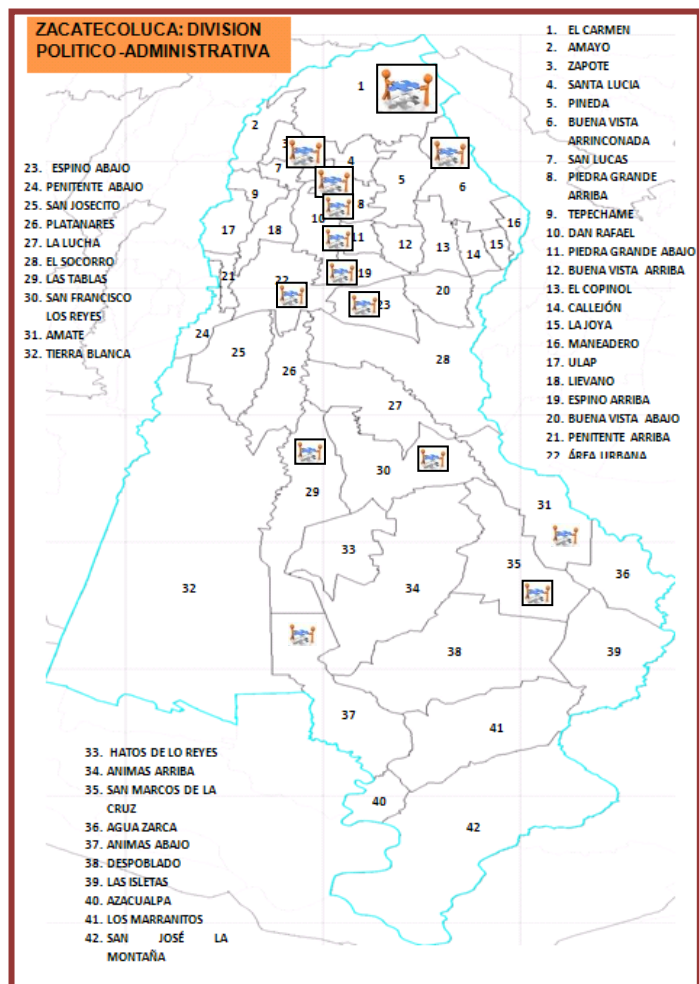 ZACATECOLUCA: DIVISION
POLITICO -ADMINISTRATIVA
1. EL CARMEN
2. AMAYO
3. ZAPOTE
4. SANTA LUCIA
5. PINEDA
6. BUENA VISTA
ARRINCONADA
7. SAN LUCAS
8. PIEDRA GRANDE
ARRIBA
9. TEPECHAME
10. DAN RAFAEL
11. PIEDRA GRANDE ABAJO
12. BUENA VISTA ARRIBA
13. EL COPINOL
14. CALLEJÓN
15. LA JOYA
16. MANEADERO
17. ULAP
18. LIEVANO
19. ESPINO ARRIBA
20. BUENA VISTA ABAJO
21. PENITENTE ARRIBA
22. ÁREA URBANA
23. ESPINO ABAJO
24. PENITENTE ABAJO
25. SAN JOSECITO
26. PLATANARES
27. LA LUCHA
28. EL SOCORRO
29. LAS TABLAS
30. SAN FRANCISCO
LOS REYES
31. AMATE
32. TIERRA BLANCA
1
2
3
4
7
5
6
9
8
10
16
17
18
11
12
13
14
15
19
21
22
23
20
24
25
26
28
27
30
29
31
33
35
36
32
34
38
39
37
41
40
42
33. HATOS DE LO REYES
34. ANIMAS ARRIBA
35. SAN MARCOS DE LA
CRUZ
36. AGUA ZARCA
37. ANIMAS ABAJO
38. DESPOBLADO
39. LAS ISLETAS
40. AZACUALPA
41. LOS MARRANITOS
42. SAN JOSÉ LA
MONTAÑA